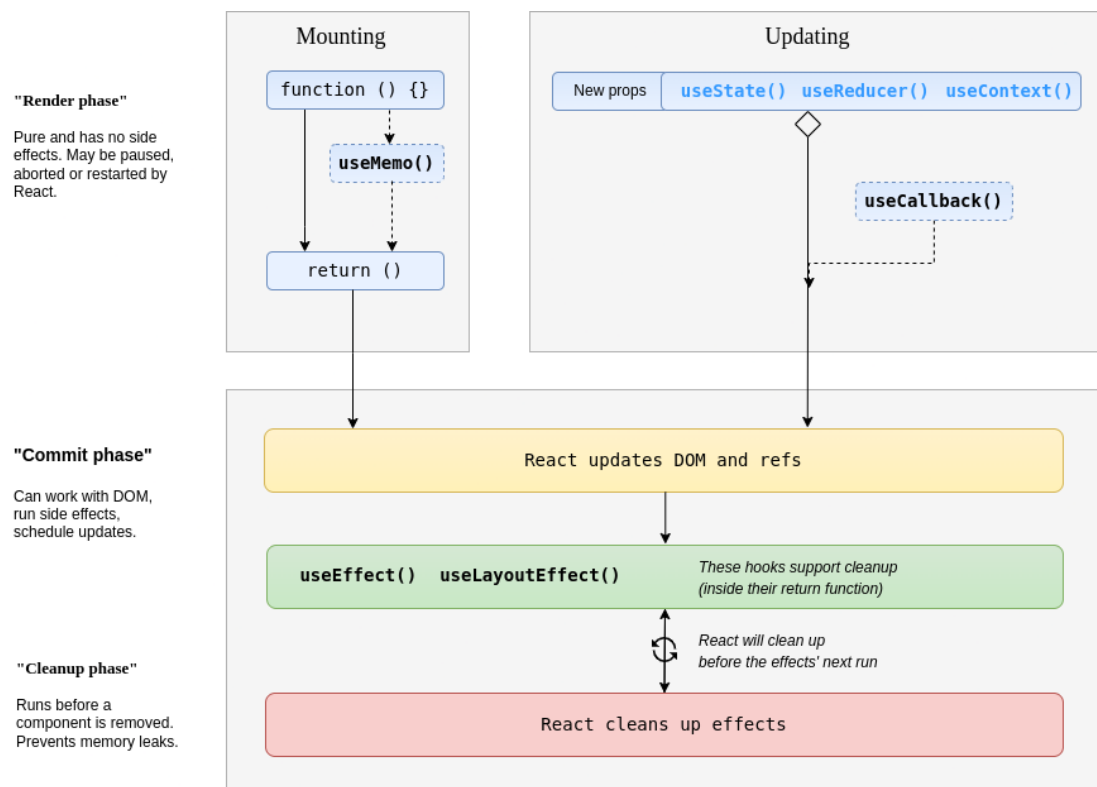 Mounting
Updating
"Render phase"
Pure and has no side
effects. May be paused,
aborted or restarted by
React.
function () {}
useMemo()
return ()
New props
useState() useReducer() useContext()
useCallback()
"Commit phase"
Can work with DOM,
run side effects,
schedule updates.
React updates DOM and refs
useEffect() useLayoutEffect()
These hooks support cleanup
(inside their return function)
React will clean up
before the effects' next run
"Cleanup phase"
Runs before a
component is removed.
Prevents memory leaks.
React cleans up effects